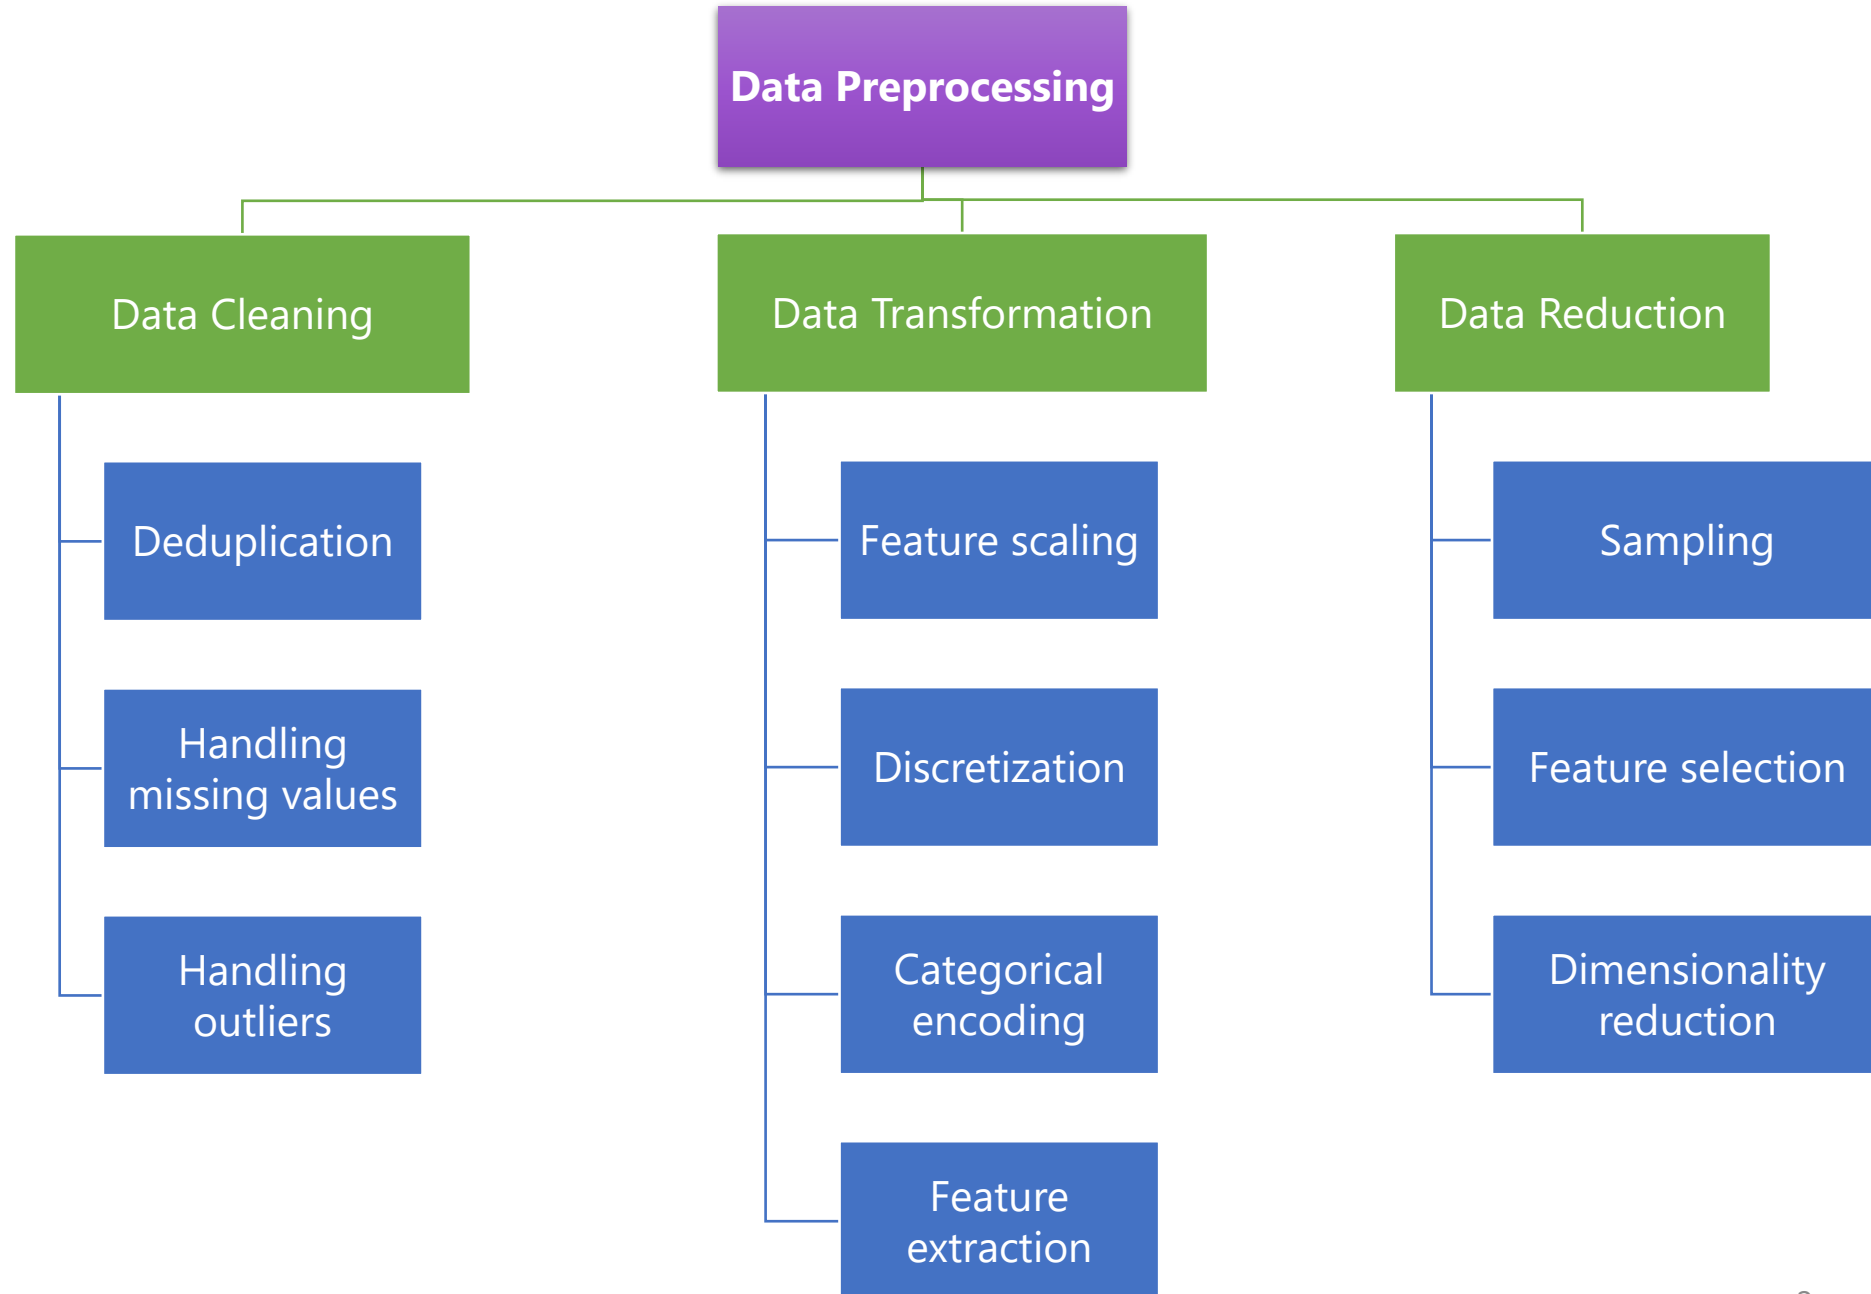 Data Preprocessing
Data Cleaning
Data Transformation
Data Reduction
Deduplication
Feature scaling
Sampling
Handling
missing values
Discretization
Feature selection
Handling
outliers
Categorical
encoding
Dimensionality
reduction
Feature
extraction